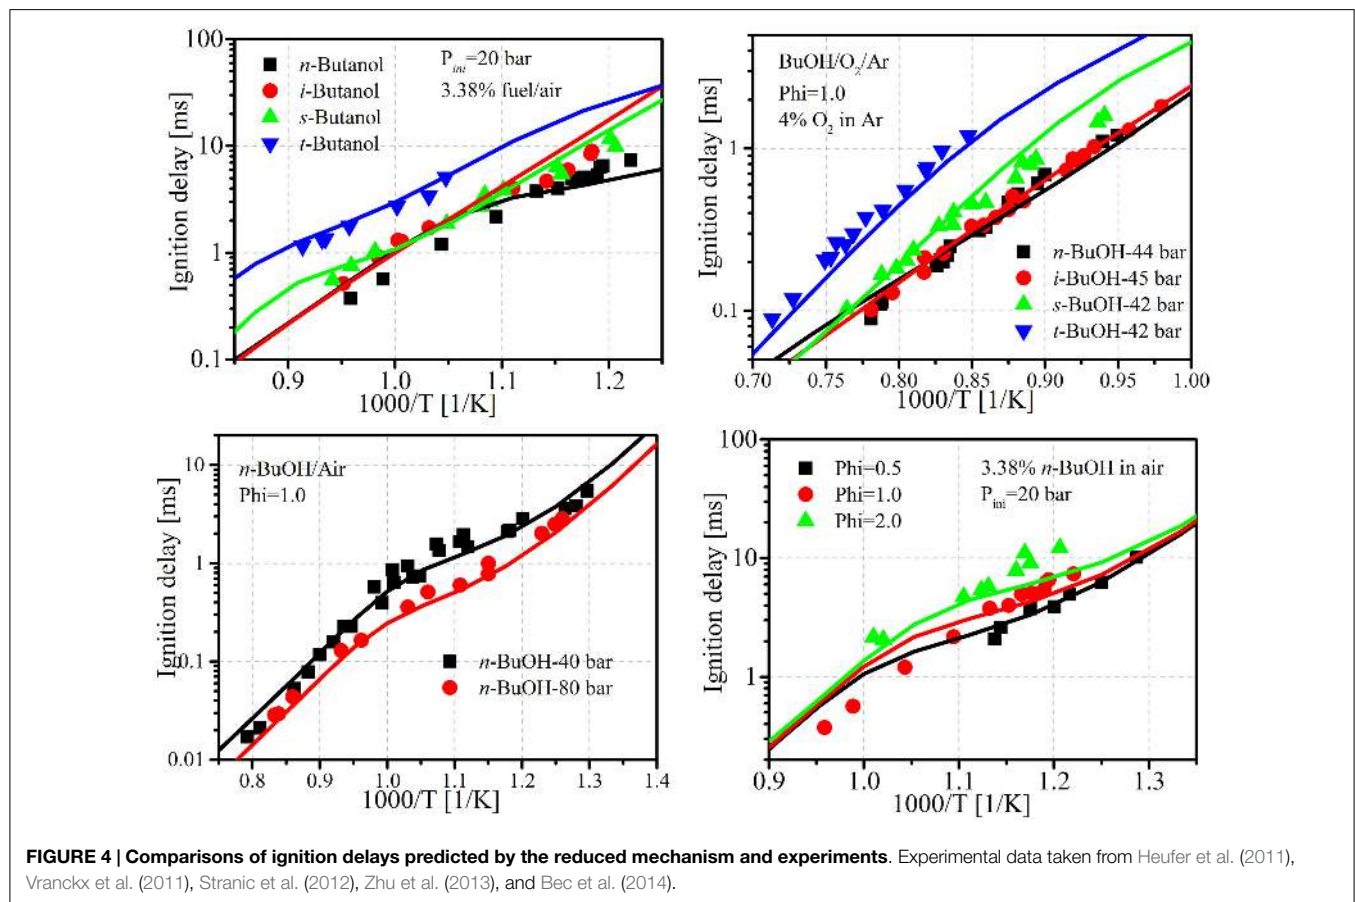 100
10
1
0.1
Ignition delay [ms]
n-Butanol
i-Butanol
s-Butanol
t-Butanol
Pini=20 bar
3.38% fuel/air
0.9 1.0 1.1 1.2
1000/T [1/K]
1
0.1
Ignition delay [ms]
BuOH/O2/Ar
Phi=1.0
4% O2 in Ar
n-BuOH-44 bar
i-BuOH-45 bar
s-BuOH-42 bar
t-BuOH-42 bar
0.70 0.75 0.80 0.85 0.90 0.95 1.00
1000/T [1/K]
10
1
0.1
0.01
Ignition delay [ms]
n-BuOH/Air
Phi=1.0
n-BuOH-40 bar
n-BuOH-80 bar
0.8 0.9 1.0 1.1 1.2 1.3 1.4
1000/T [1/K]
100
10
1
Ignition delay [ms]
Phi=0.5
Phi=1.0
Phi=2.0
3.38% n-BuOH in air
Pini=20 bar
0.9 1.0 1.1 1.2 1.3
1000/T [1/K]
FIGURE 4 | Comparisons of ignition delays predicted by the reduced mechanism and experiments. Experimental data taken from Heufer et al. (2011),
Vranckx et al. (2011), Stranic et al. (2012), Zhu et al. (2013), and Bec et al. (2014).